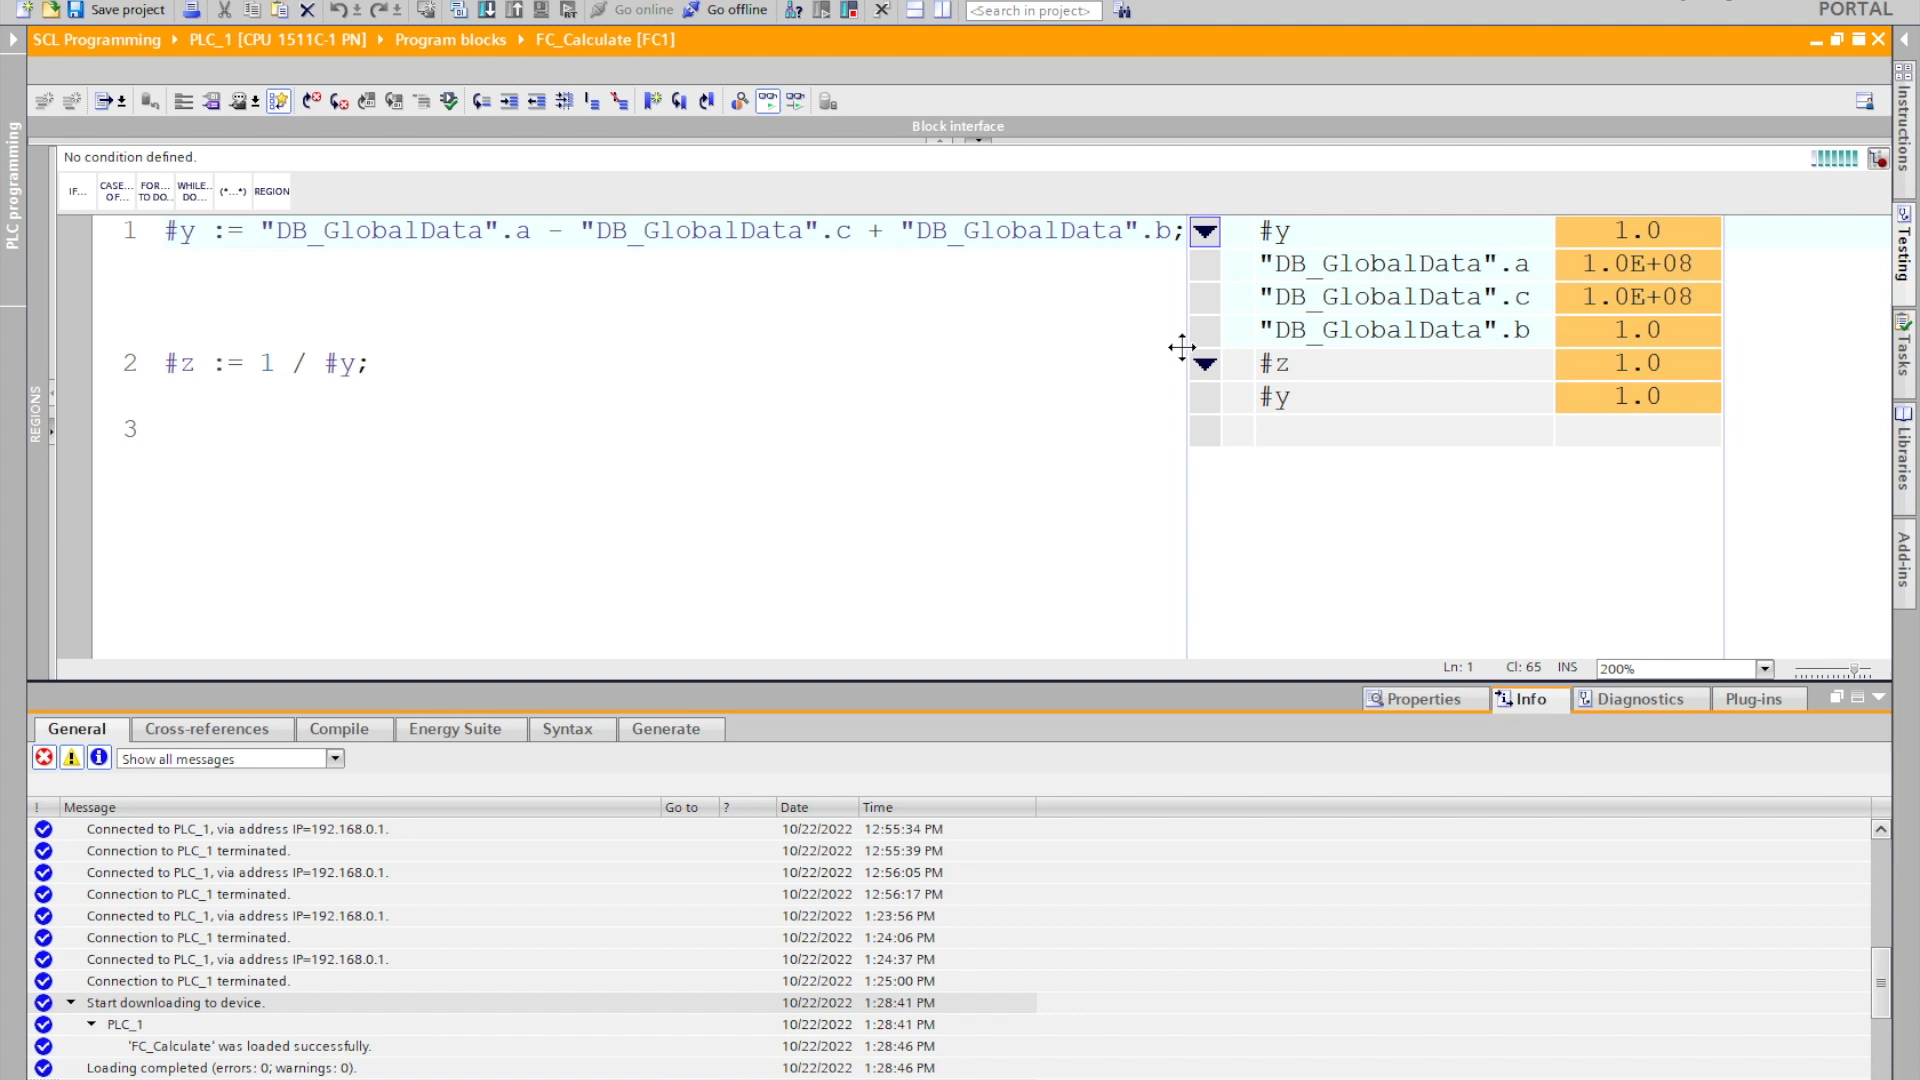 PORTAL
Save project
Go online
Go offline
<Search in project>
SCL Programming
PLC_1 [CPU 1511C-1 PN]
Program blocks
FC_Calculate [FC1]
Block interface
No condition defined.
IF...
CASE... OF...
FOR... TO DO...
WHILE.. DO...
(*...*)
REGION
PLC programming
REGIONS
1 #y := "DB_GlobalData".a - "DB_GlobalData".c + "DB_GlobalData".b;
2 #z := 1 / #y;
3
#y 1.0
"DB_GlobalData".a 1.0E+08
"DB_GlobalData".c 1.0E+08
"DB_GlobalData".b 1.0
#z 1.0
#y 1.0
Instructions
Testing
Tasks
Libraries
Add-ins
Ln: 1 Cl: 65 INS 200%
Properties Info Diagnostics Plug-ins
General Cross-references Compile Energy Suite Syntax Generate
Show all messages
! Message Go to ? Date Time
Connected to PLC_1, via address IP=192.168.0.1. 10/22/2022 12:55:34 PM
Connection to PLC_1 terminated. 10/22/2022 12:55:39 PM
Connected to PLC_1, via address IP=192.168.0.1. 10/22/2022 12:56:05 PM
Connection to PLC_1 terminated. 10/22/2022 12:56:17 PM
Connected to PLC_1, via address IP=192.168.0.1. 10/22/2022 1:23:56 PM
Connection to PLC_1 terminated. 10/22/2022 1:24:06 PM
Connected to PLC_1, via address IP=192.168.0.1. 10/22/2022 1:24:37 PM
Connection to PLC_1 terminated. 10/22/2022 1:25:00 PM
Start downloading to device. 10/22/2022 1:28:41 PM
PLC_1 10/22/2022 1:28:41 PM
'FC_Calculate' was loaded successfully. 10/22/2022 1:28:46 PM
Loading completed (errors: 0; warnings: 0). 10/22/2022 1:28:46 PM